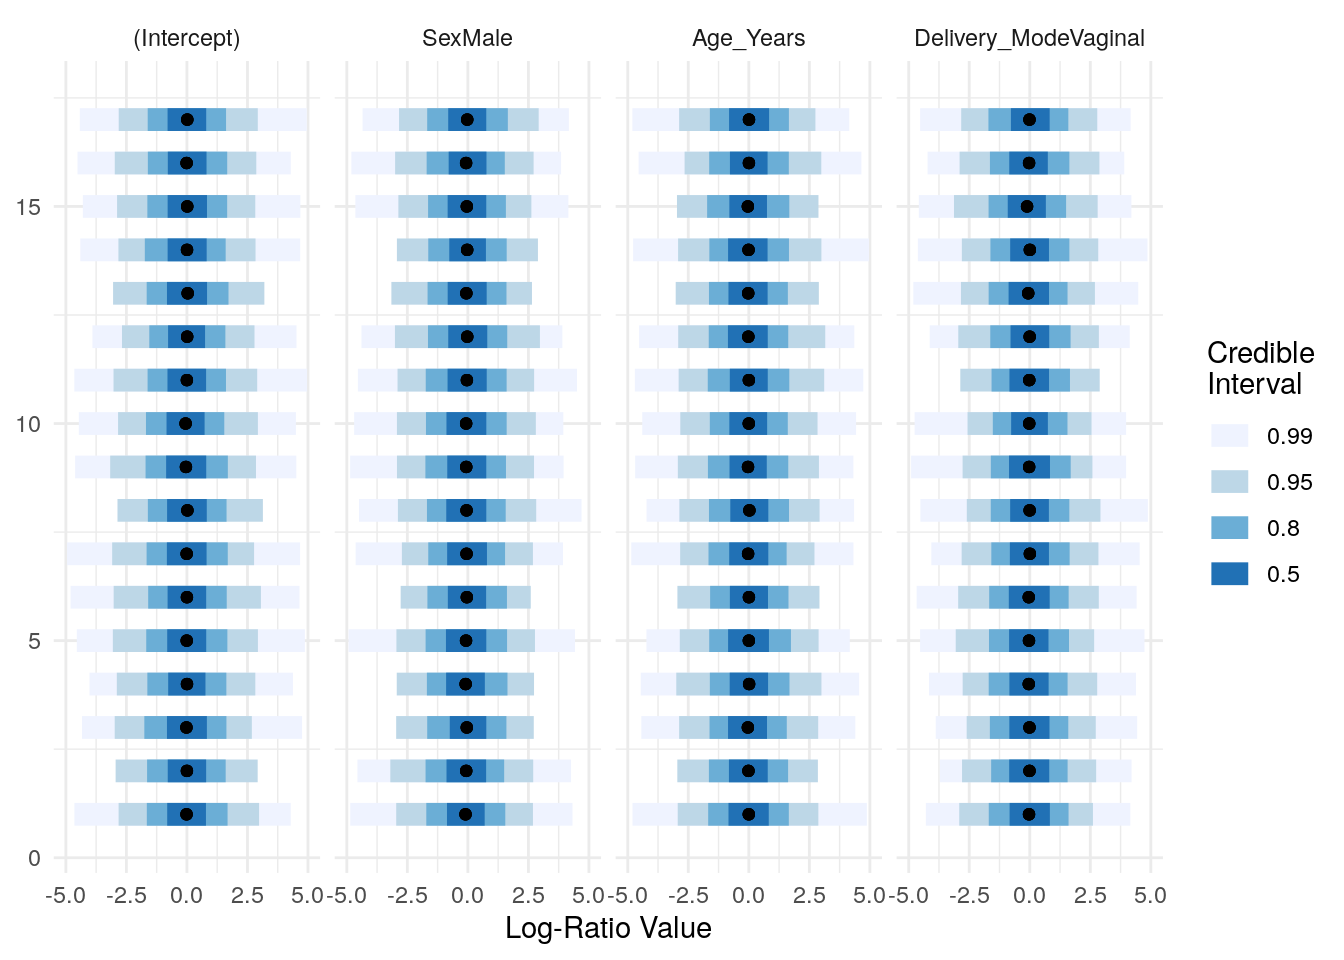 (Intercept) SexMale Age_Years Delivery_ModeVaginal
15
10
5
0
-5.0 -2.5 0.0 2.5 5.0 -5.0 -2.5 0.0 2.5 5.0 -5.0 -2.5 0.0 2.5 5.0 -5.0 -2.5 0.0 2.5 5.0
Log-Ratio Value
Credible
Interval
0.99
0.95
0.8
0.5